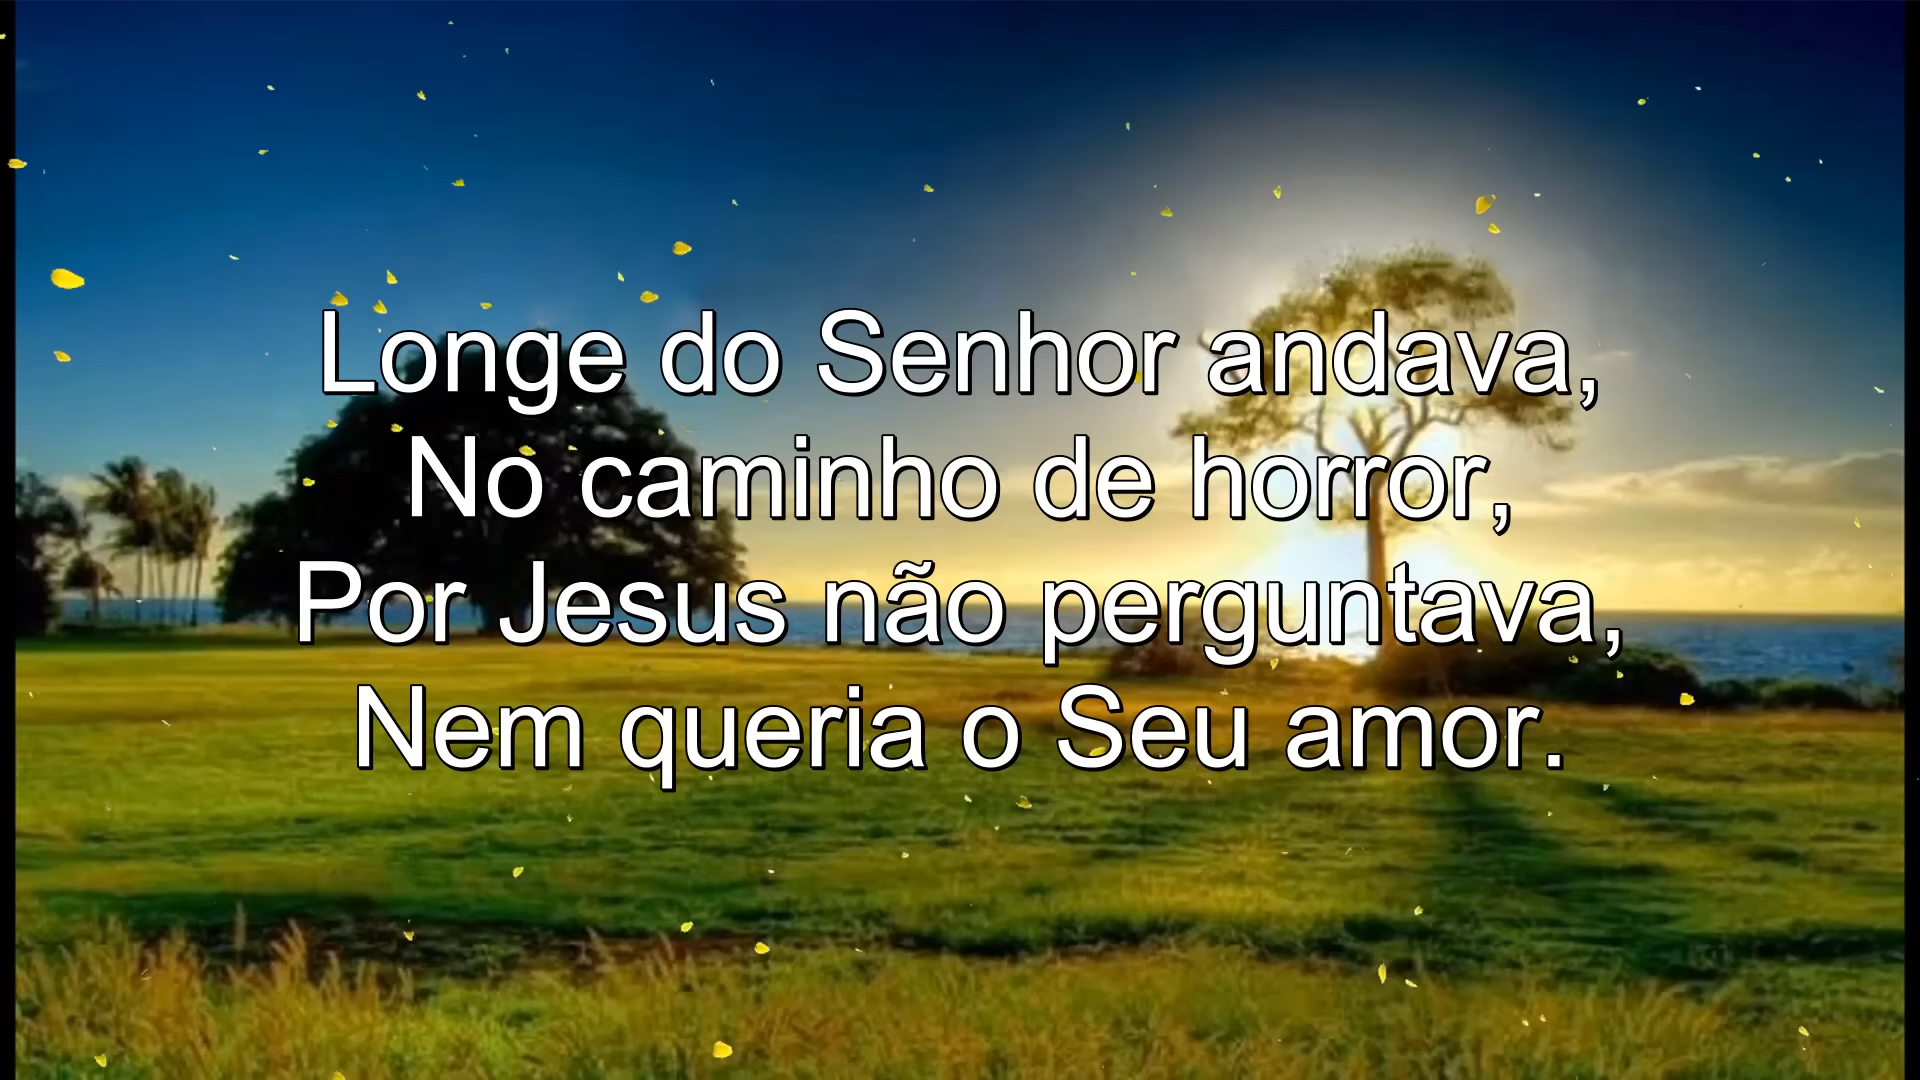 Longe do Senhor andava,
No caminho de horror,
Por Jesus não perguntava,
Nem queria o Seu amor.